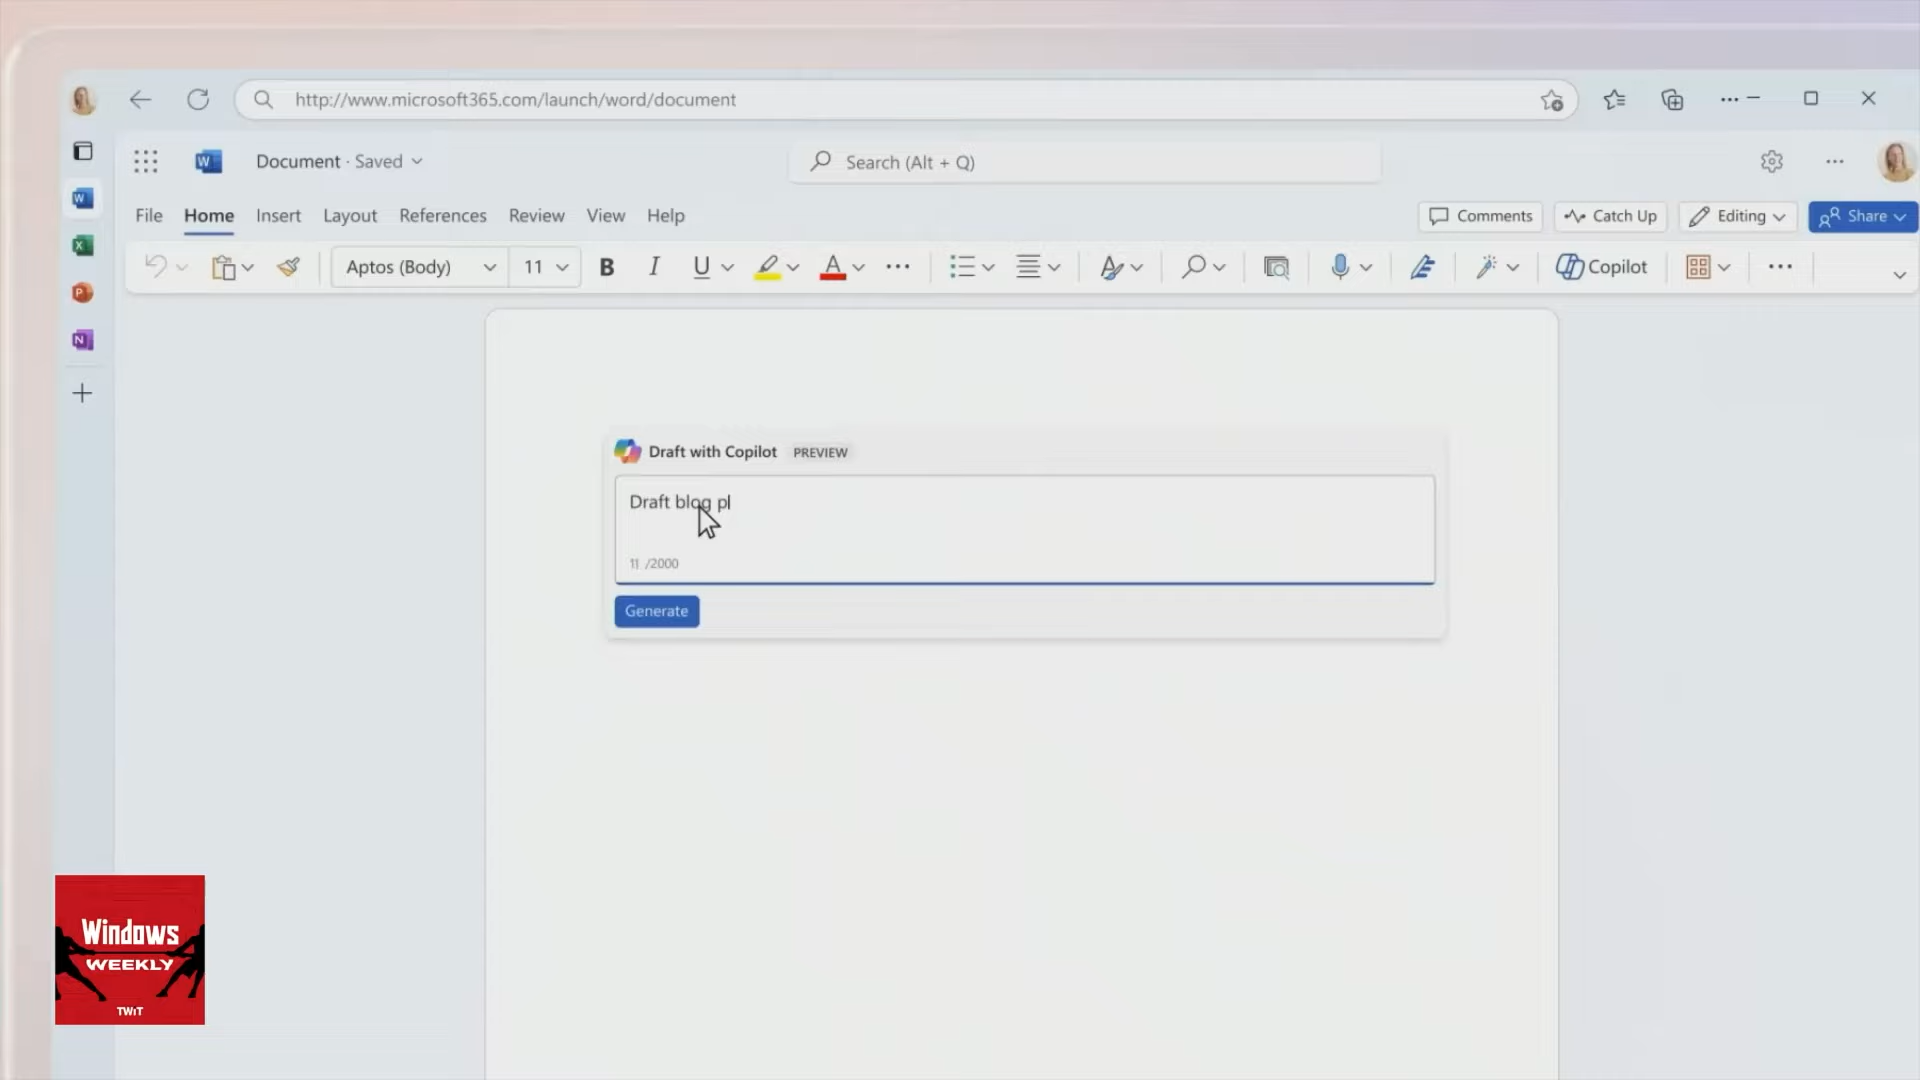 http://www.microsoft365.com/launch/word/document
W
Document · Saved
Search (Alt + Q)
W
File Home Insert Layout References Review View Help
Comments
Catch Up
Editing
Share
X
Aptos (Body)
11
B I U A
Copilot
P
N
Draft with Copilot PREVIEW
Draft blog pl
11 /2000
Generate
Windows
WEEKLY
TWiT